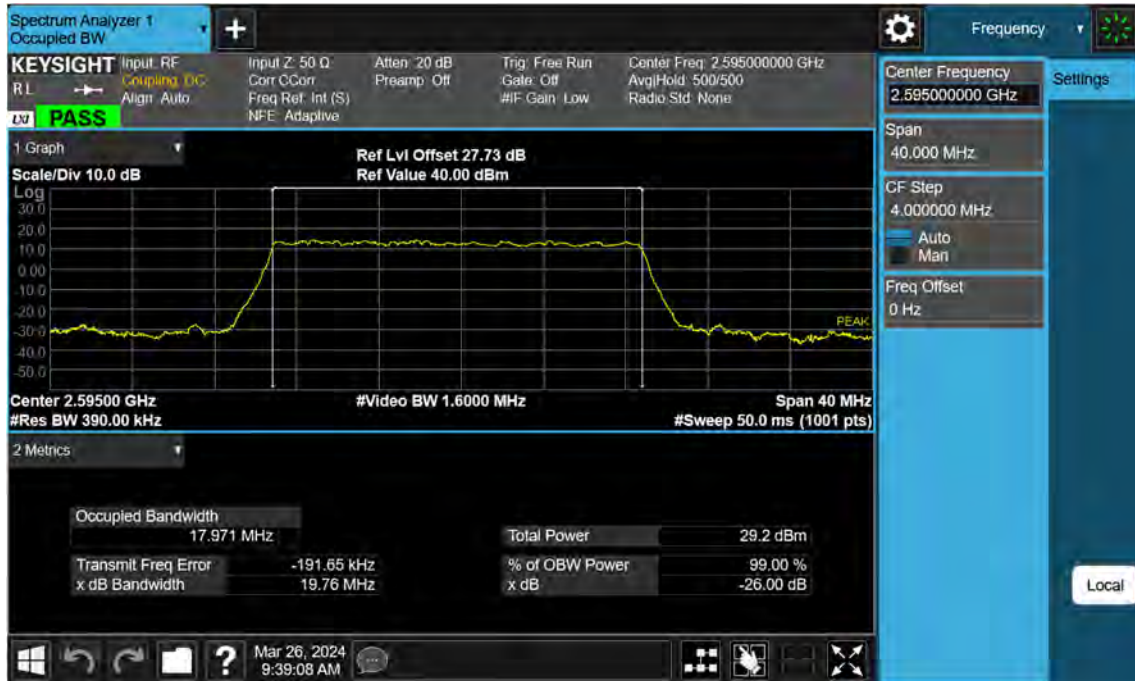 Spectrum Analyzer 1
Occupied BW
Frequency
KEYSIGHT Input: RF Input Z: 50 Ω Atten: 20 dB Trig: Free Run Center Freq: 2.595000000 GHz
RL Coupling: DC Corr CCorr Preamp: Off Gate: Off Avg|Hold: 500/500
Align: Auto Freq Ref: Int (S) #IF Gain: Low Radio Std: None
LXI PASS NFE: Adaptive
Center Frequency
2.595000000 GHz
Settings
Span
40.000 MHz
CF Step
4.000000 MHz
Auto
Man
Freq Offset
0 Hz
1 Graph
Scale/Div 10.0 dB
Ref Lvl Offset 27.73 dB
Ref Value 40.00 dBm
Log
30.0
20.0
10.0
0.00
-10.0
-20.0
-30.0
-40.0
-50.0
PEAK
Center 2.59500 GHz #Video BW 1.6000 MHz Span 40 MHz
#Res BW 390.00 kHz #Sweep 50.0 ms (1001 pts)
2 Metrics
Occupied Bandwidth
17.971 MHz Total Power 29.2 dBm
Transmit Freq Error -191.65 kHz % of OBW Power 99.00 %
x dB Bandwidth 19.76 MHz x dB -26.00 dB
Local
?
Mar 26, 2024
9:39:08 AM